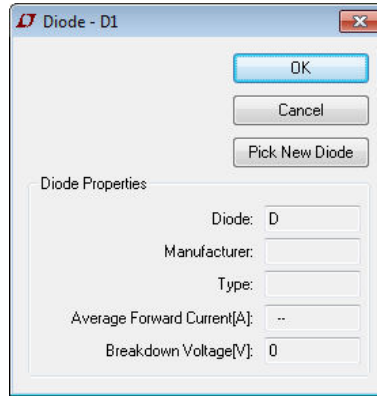 Diode - D1
OK
Cancel
Pick New Diode
Diode Properties
Diode: D
Manufacturer:
Type:
Average Forward Current[A]: --
Breakdown Voltage[V]: 0